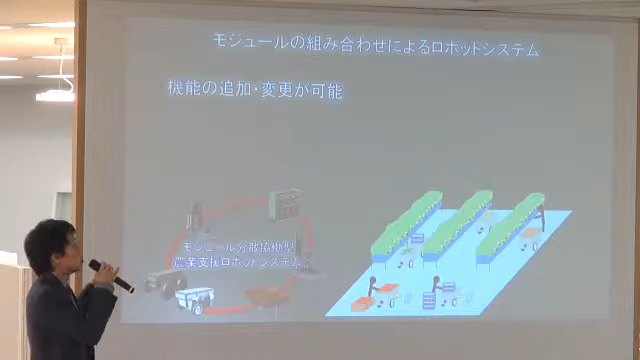 モジュールの組み合わせによるロボットシステム
機能の追加・変更が可能
モジュール分散協働型
農業支援ロボットシステム